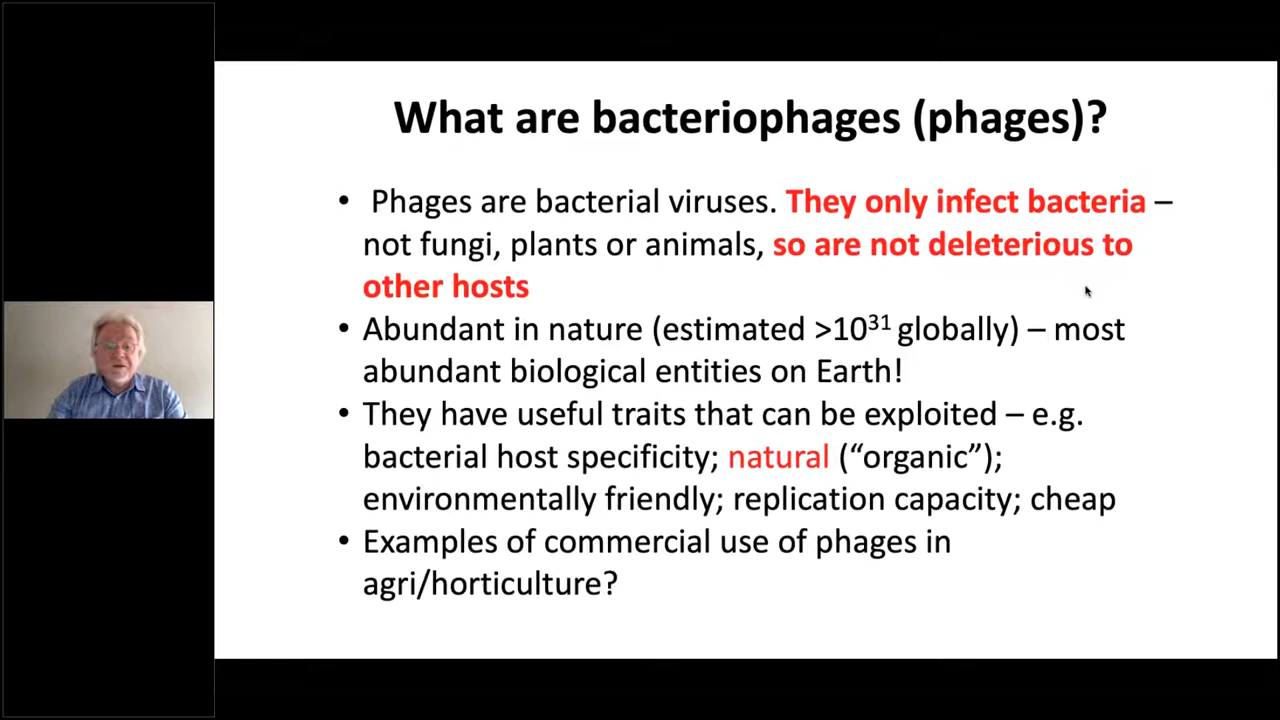 What are bacteriophages (phages)?
• Phages are bacterial viruses. They only infect bacteria –
not fungi, plants or animals, so are not deleterious to
other hosts
• Abundant in nature (estimated >10³¹ globally) – most
abundant biological entities on Earth!
• They have useful traits that can be exploited – e.g.
bacterial host specificity; natural (“organic”);
environmentally friendly; replication capacity; cheap
• Examples of commercial use of phages in
agri/horticulture?